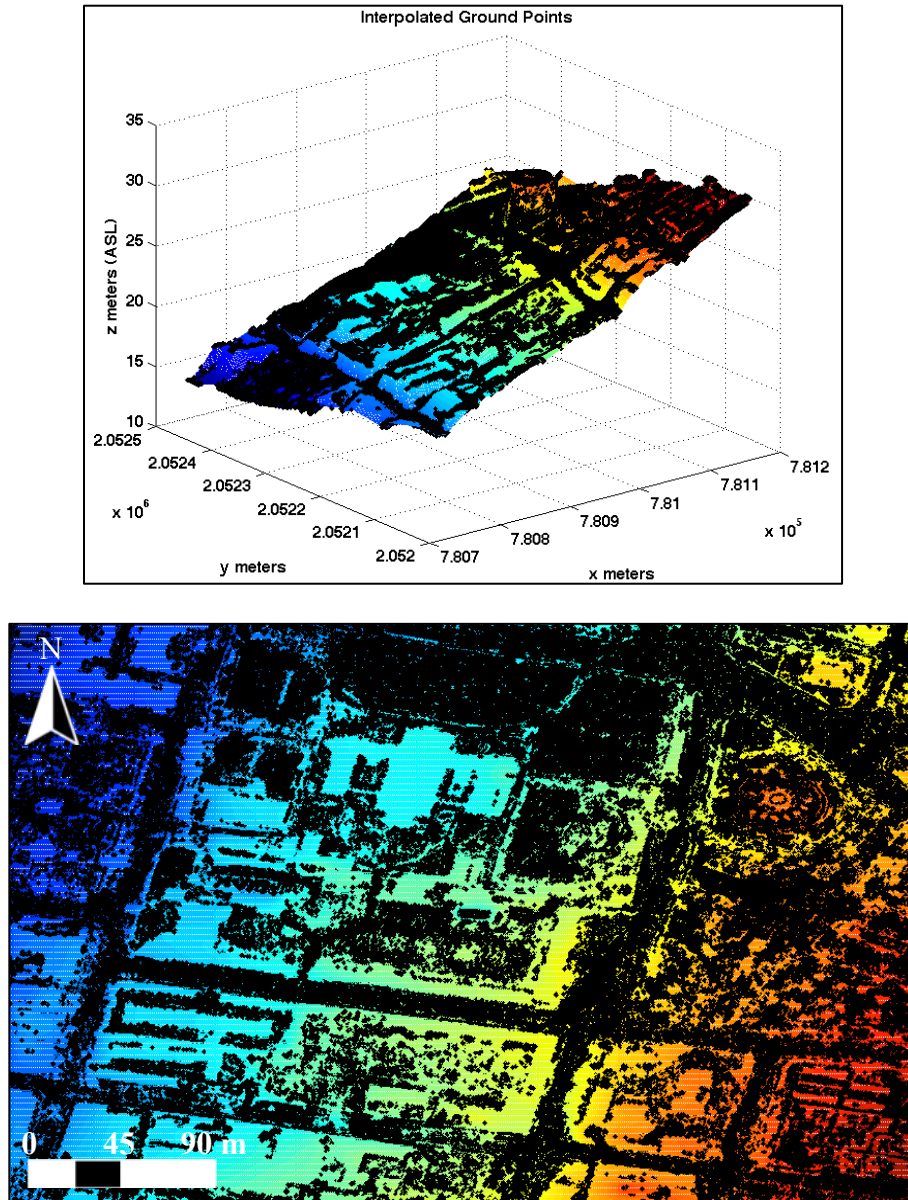 Interpolated Ground Points
35
30
25
20
15
10
z meters (ASL)
2.0525
2.0524
2.0523
2.0522
2.0521
2.052
x 10^6
y meters
7.807
7.808
7.809
7.81
7.811
7.812
x 10^5
x meters
N
0 45 90 m